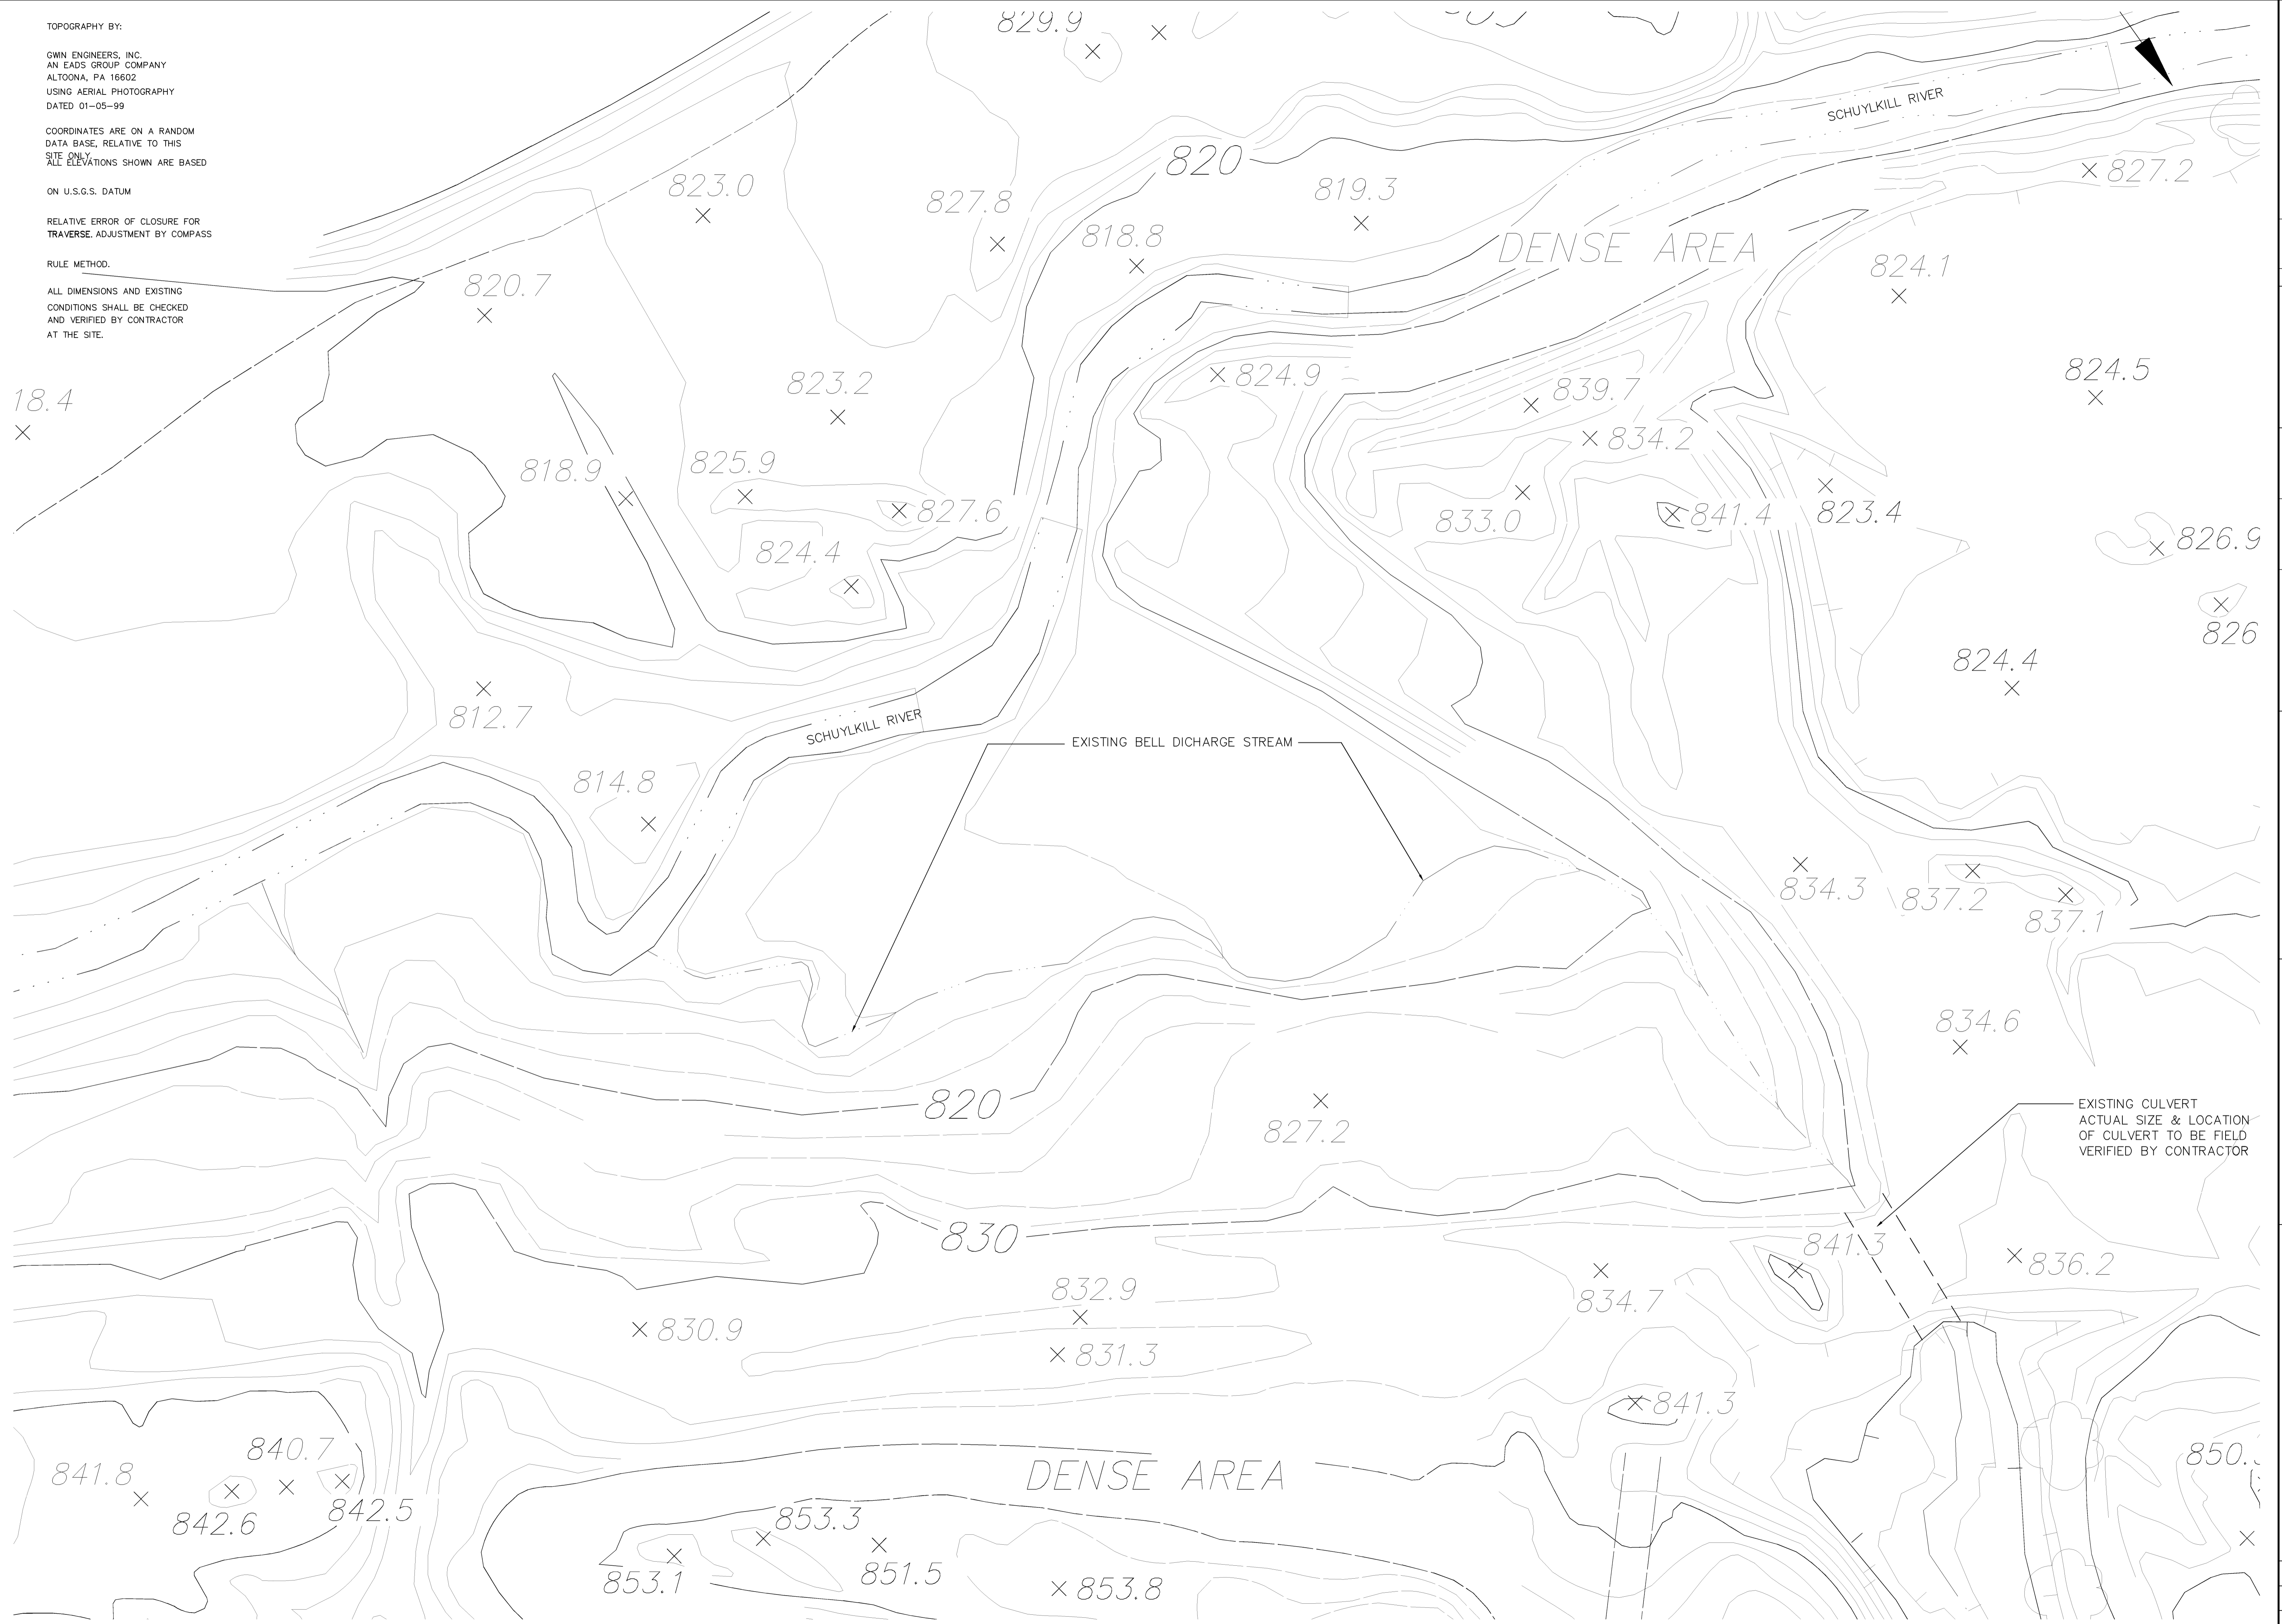 TOPOGRAPHY BY:
GWIN ENGINEERS, INC.
AN EADS GROUP COMPANY
ALTOONA, PA 16602
USING AERIAL PHOTOGRAPHY
DATED 01-05-99
COORDINATES ARE ON A RANDOM
DATA BASE, RELATIVE TO THIS
SITE ONLY.
ALL ELEVATIONS SHOWN ARE BASED
ON U.S.G.S. DATUM
RELATIVE ERROR OF CLOSURE FOR
TRAVERSE. ADJUSTMENT BY COMPASS
RULE METHOD.
ALL DIMENSIONS AND EXISTING
CONDITIONS SHALL BE CHECKED
AND VERIFIED BY CONTRACTOR
AT THE SITE.
829.9
SCHUYLKILL RIVER
820
827.2
823.0
819.3
827.8
818.8
DENSE AREA
824.1
820.7
824.5
824.9
823.2
839.7
18.4
834.2
818.9
825.9
827.6
833.0
841.4
823.4
826.9
824.4
826
824.4
812.7
SCHUYLKILL RIVER
EXISTING BELL DICHARGE STREAM
814.8
834.3
837.2
837.1
834.6
820
827.2
EXISTING CULVERT
ACTUAL SIZE & LOCATION
OF CULVERT TO BE FIELD
VERIFIED BY CONTRACTOR
830
841.3
836.2
832.9
834.7
830.9
831.3
841.3
840.7
841.8
850.
DENSE AREA
842.5
842.6
853.3
851.5
853.1
853.8